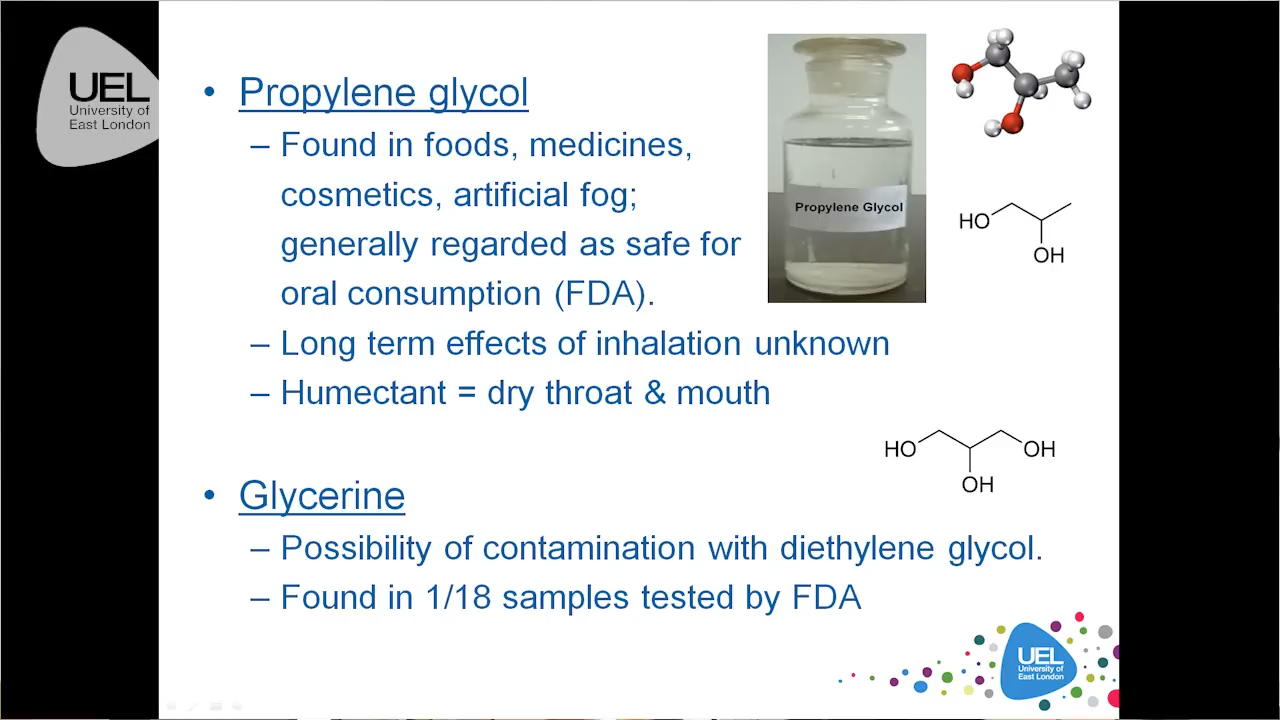 UEL
University of
East London
• Propylene glycol
– Found in foods, medicines,
cosmetics, artificial fog;
generally regarded as safe for
oral consumption (FDA).
– Long term effects of inhalation unknown
– Humectant = dry throat & mouth
Propylene Glycol
HO
OH
HO
OH
OH
• Glycerine
– Possibility of contamination with diethylene glycol.
– Found in 1/18 samples tested by FDA
UEL
University of
East London